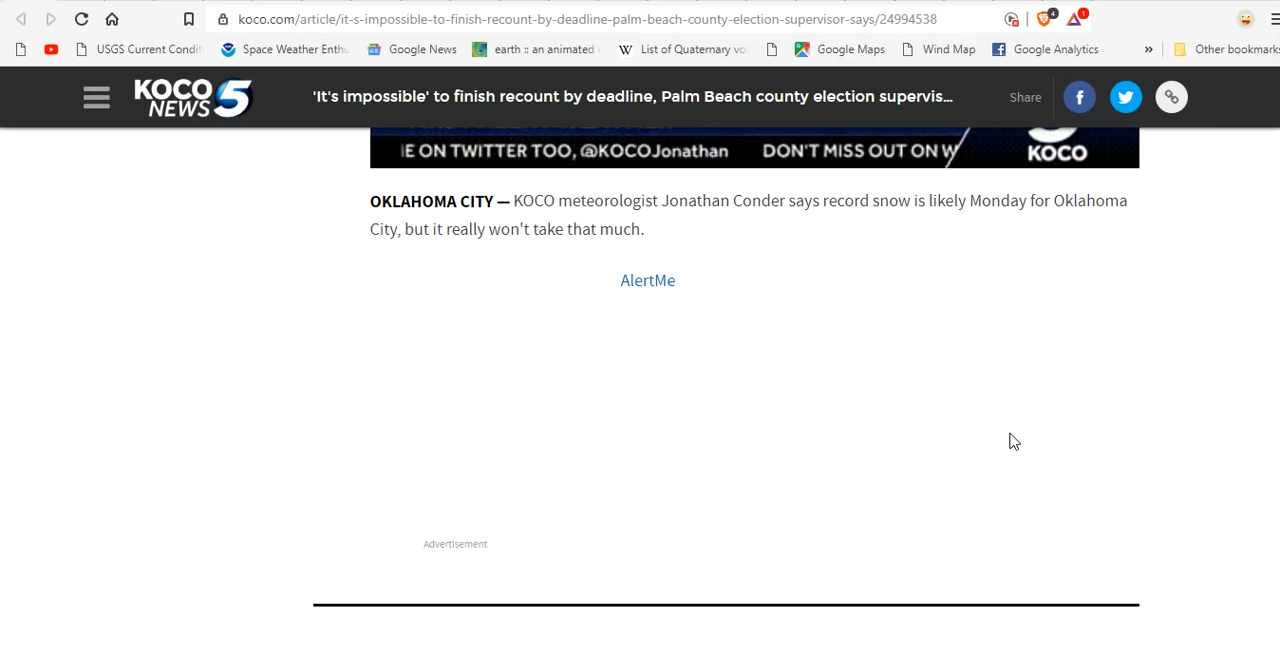 koco.com/article/it-s-impossible-to-finish-recount-by-deadline-palm-beach-county-election-supervisor-says/24994538
4
1
USGS Current Condit
Space Weather Enthu
Google News
earth :: an animated
W
List of Quaternary vo
Google Maps
Wind Map
Google Analytics
»
Other bookmark
KOCO NEWS 5
'It's impossible' to finish recount by deadline, Palm Beach county election supervis...
Share
IE ON TWITTER TOO, @KOCOJonathan DON'T MISS OUT ON W
KOCO
OKLAHOMA CITY — KOCO meteorologist Jonathan Conder says record snow is likely Monday for Oklahoma
City, but it really won't take that much.
AlertMe
Advertisement